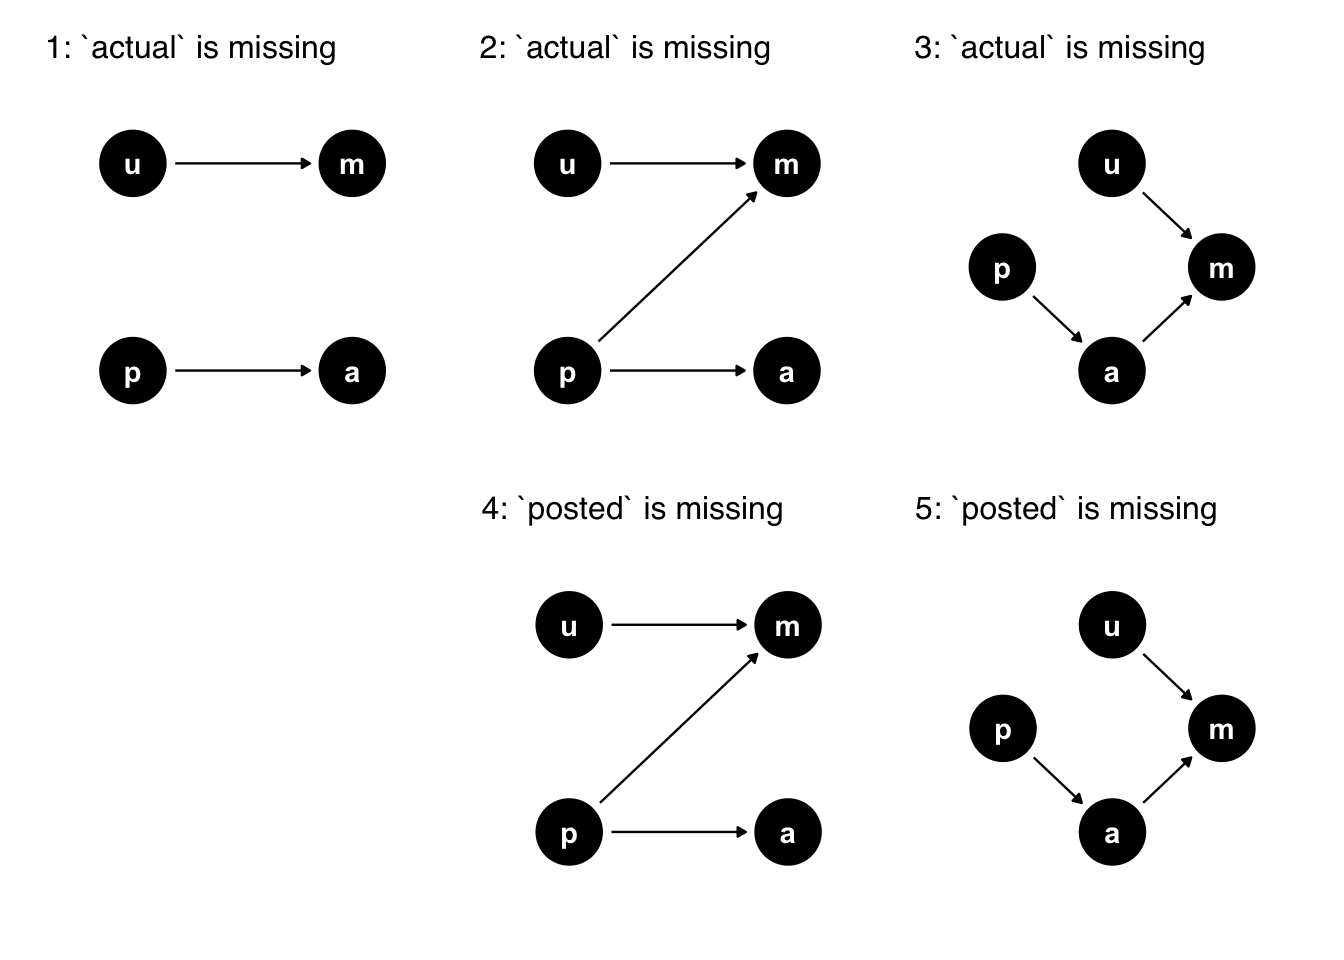 1: `actual` is missing
2: `actual` is missing
3: `actual` is missing
u
m
u
m
u
p
m
p
a
p
a
a
4: `posted` is missing
5: `posted` is missing
u
m
u
p
m
p
a
a